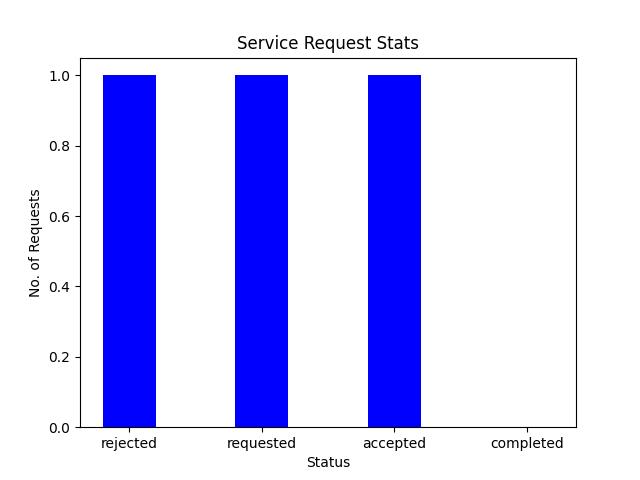 Service Request Stats
1.0
0.8
0.6
0.4
0.2
0.0
No. of Requests
rejected requested accepted completed
Status